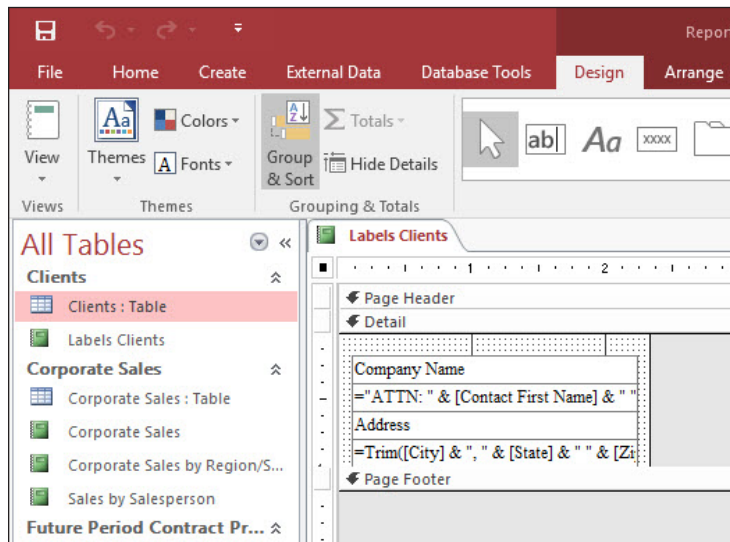 Repor
File Home Create External Data Database Tools Design Arrange
View Themes Colors Fonts Group & Sort Totals Hide Details ab| Aa xxxx
Views Themes Grouping & Totals
All Tables «
Labels Clients
Clients
1 2
Clients : Table
Page Header
Labels Clients
Detail
Corporate Sales
Company Name
Corporate Sales : Table
="ATTN: " & [Contact First Name] & " "
Corporate Sales
Address
Corporate Sales by Region/S...
=Trim([City] & ", " & [State] & " " & [Zi
Sales by Salesperson
Page Footer
Future Period Contract Pr...